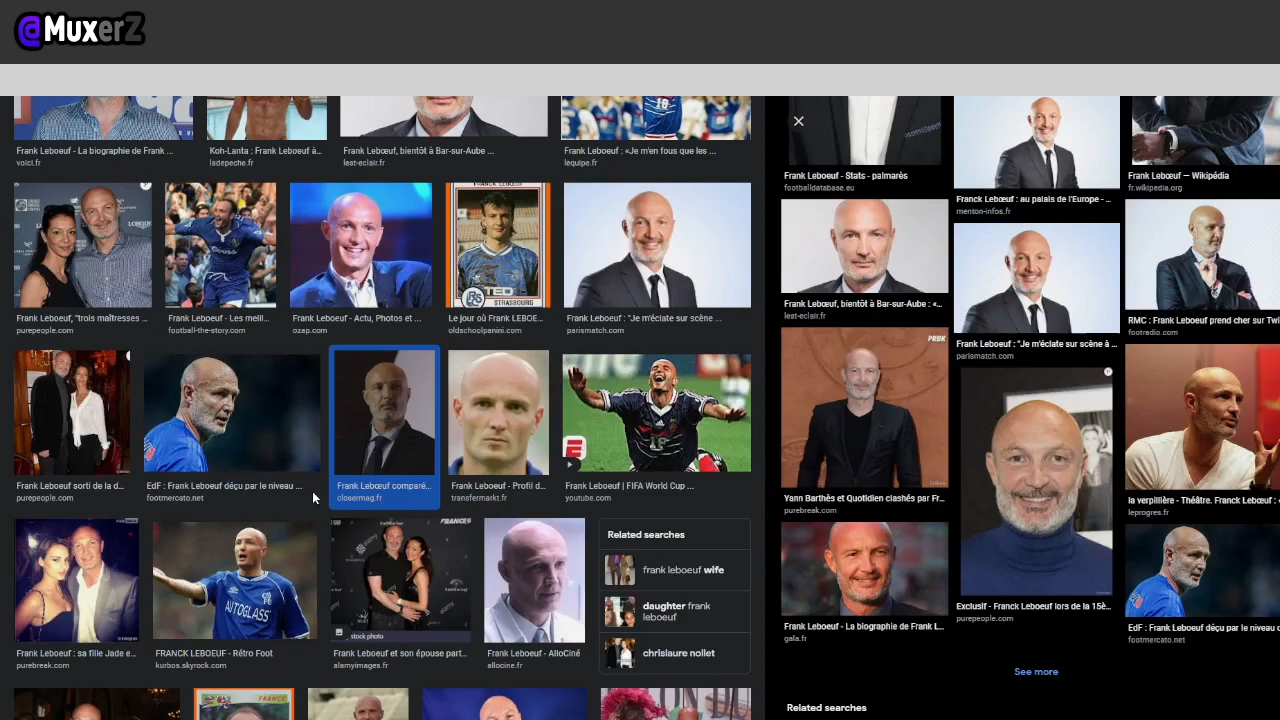 @MuxerZ
Frank Leboeuf - La biographie de Frank ...
voici.fr
Koh-Lanta : Frank Leboeuf à...
ladepeche.fr
Frank Lebœuf, bientôt à Bar-sur-Aube ...
lest-eclair.fr
Frank Leboeuf : «Je m'en fous que les ...
lequipe.fr
Frank Leboeuf, "trois maîtresses ...
purepeople.com
Frank Leboeuf - Les meill...
football-the-story.com
Frank Leboeuf - Actu, Photos et ...
ozap.com
FRANCK LEBŒUF
STRASBOURG
Le jour où Frank LEBOE...
oldschoolpanini.com
Frank Leboeuf : "Je m'éclate sur scène ...
parismatch.com
Frank Leboeuf sorti de la d...
purepeople.com
EdF : Frank Leboeuf déçu par le niveau ...
footmercato.net
Frank Lebœuf comparé...
closermag.fr
Frank Leboeuf - Profil d...
transfermarkt.fr
Frank Leboeuf | FIFA World Cup ...
youtube.com
Frank Leboeuf : sa fille Jade e...
purebreak.com
AUTOGLASS
FRANCK LEBOEUF - Rétro Foot
kurbos.skyrock.com
alamy
stock photo
Frank Leboeuf et son épouse part...
alamyimages.fr
Frank Leboeuf - AlloCiné
allocine.fr
Related searches
frank leboeuf wife
daughter frank
leboeuf
chrislaure nollet
FRANCE
Frank Leboeuf - Stats - palmarès
footballdatabase.eu
Franck Lebœuf : au palais de l'Europe - ...
menton-infos.fr
Frank Lebœuf — Wikipédia
fr.wikipedia.org
Frank Lebœuf, bientôt à Bar-sur-Aube : «...
lest-eclair.fr
Frank Leboeuf : "Je m'éclate sur scène à ...
parismatch.com
RMC : Frank Leboeuf prend cher sur Twi
footradio.com
PRBK
Yann Barthès et Quotidien clashés par Fr...
purebreak.com
la verpillière - Théâtre. Franck Lebœuf : «
leprogres.fr
Frank Leboeuf - La biographie de Frank L...
gala.fr
Exclusif - Franck Leboeuf lors de la 15è...
purepeople.com
EdF : Frank Leboeuf déçu par le niveau d
footmercato.net
See more
Related searches